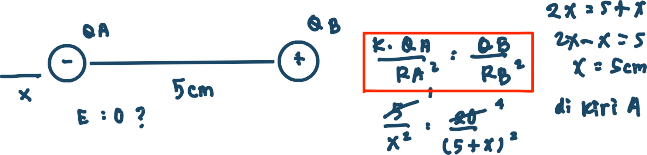 QA
QB
-
+
x
5cm
E : 0 ?
K. QA / RA² : QB / RB²
5 / x² : 20 4 / (5+x)²
2x = 5 + x
2x - x = 5
x = 5cm
di kiri A